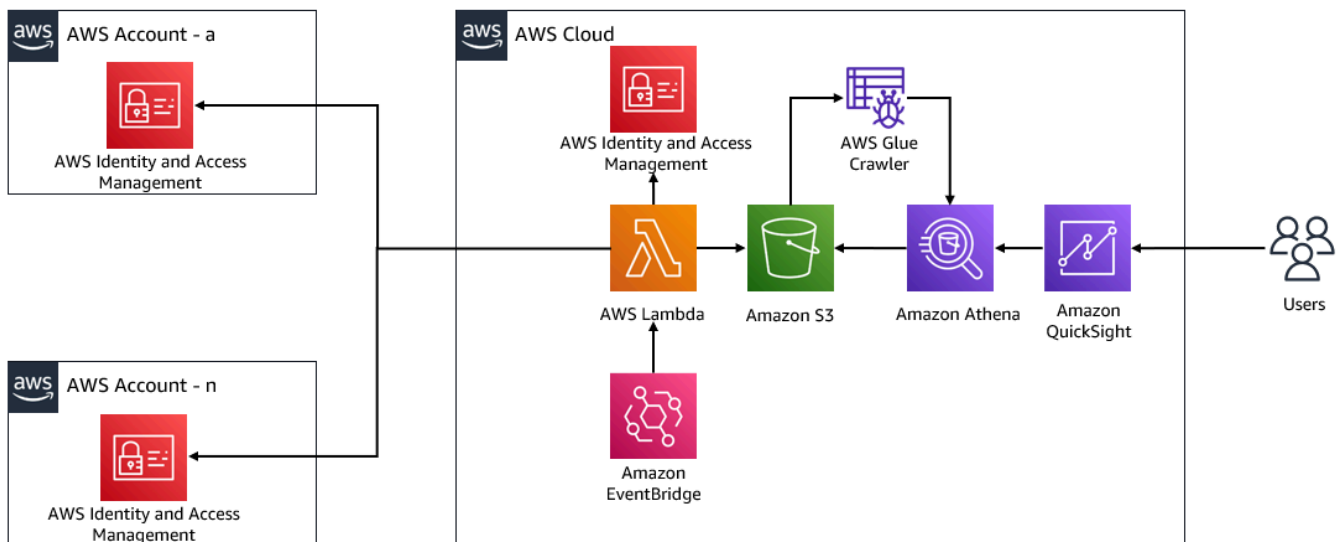 aws
AWS Account - a
AWS Identity and Access
Management
aws
AWS Cloud
AWS Identity and Access
Management
AWS Glue
Crawler
AWS Lambda
Amazon S3
Amazon Athena
Amazon
QuickSight
Users
aws
AWS Account - n
AWS Identity and Access
Management
Amazon
EventBridge